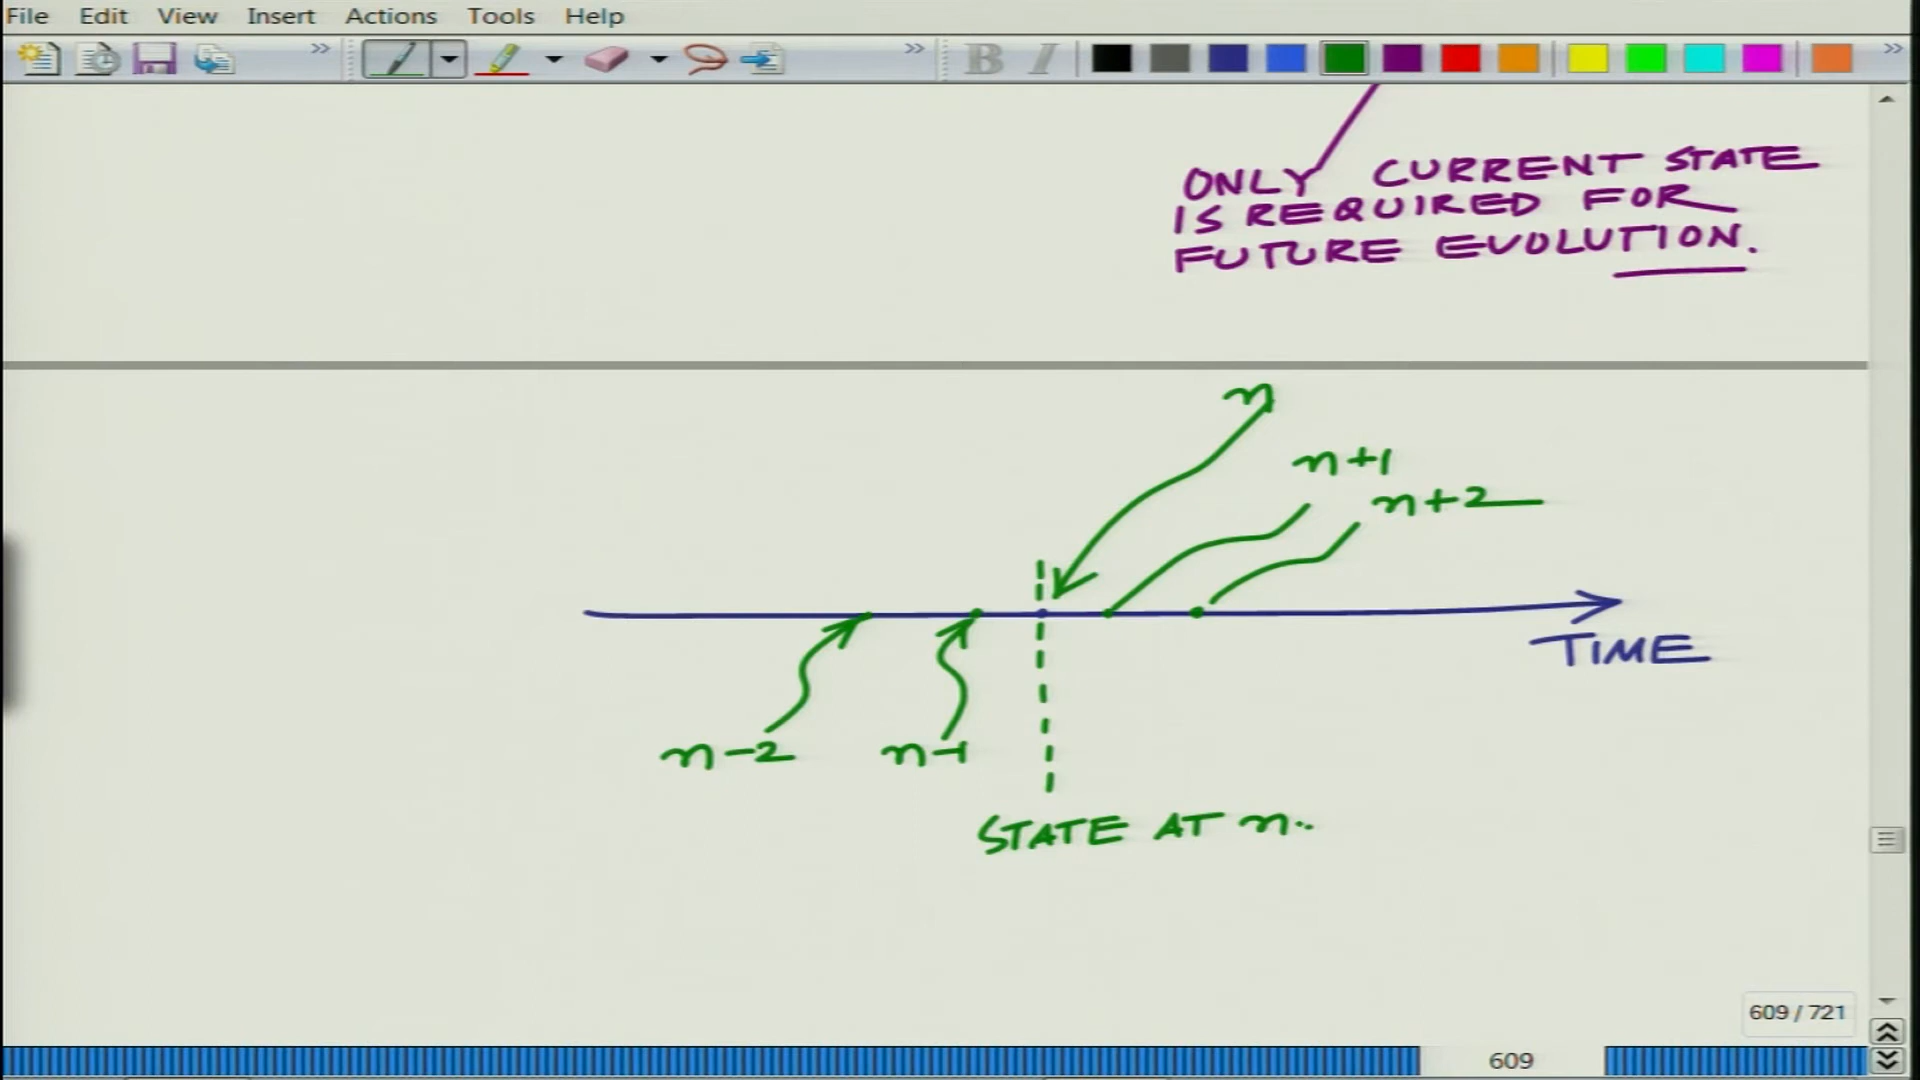 File Edit View Insert Actions Tools Help
B I
ONLY CURRENT STATE
IS REQUIRED FOR
FUTURE EVOLUTION.
n
n+1
n+2
TIME
n-2 n-1
STATE AT n.
609 / 721
609